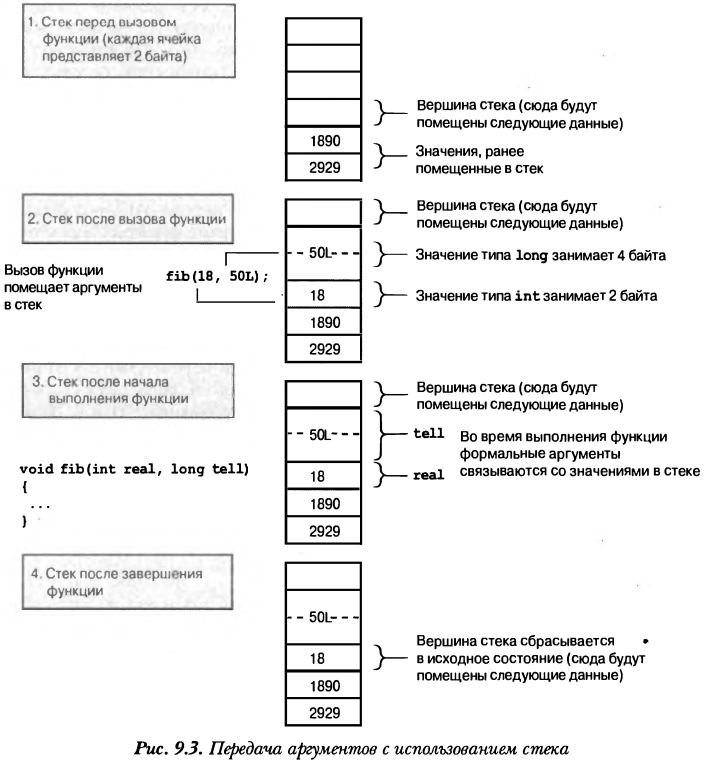 1. Стек перед вызовом
функции (каждая ячейка
представляет 2 байта)
Вершина стека (сюда будут
помещены следующие данные)
1890
2929
Значения, ранее
помещенные в стек
2. Стек после вызова функции
Вершина стека (сюда будут
помещены следующие данные)
50L
Значение типа long занимает 4 байта
Вызов функции
помещает аргументы
в стек
fib(18, 50L);
18
Значение типа int занимает 2 байта
1890
2929
3. Стек после начала
выполнения функции
Вершина стека (сюда будут
помещены следующие данные)
50L
tell
Во время выполнения функции
формальные аргументы
связываются со значениями в стеке
void fib(int real, long tell)
{
...
}
18
real
1890
2929
4. Стек после завершения
функции
50L
18
Вершина стека сбрасывается
в исходное состояние (сюда будут
помещены следующие данные)
1890
2929
Рис. 9.3. Передача аргументов с использованием стека